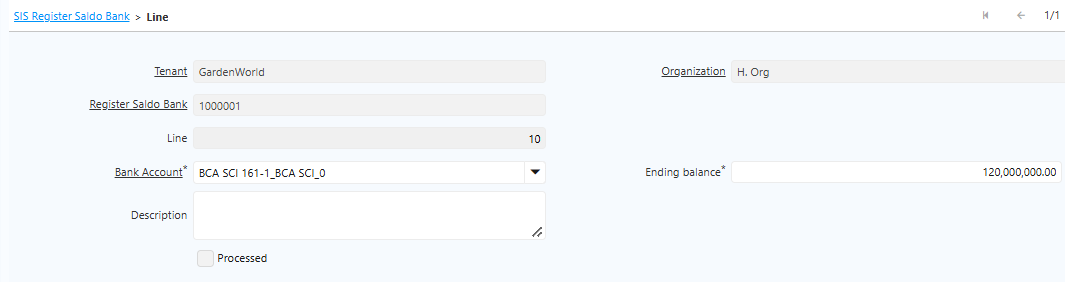 SIS Register Saldo Bank > Line 1/1
Tenant GardenWorld Organization H. Org
Register Saldo Bank 1000001
Line 10
Bank Account* BCA SCI 161-1_BCA SCI_0 Ending balance* 120,000,000.00
Description
Processed